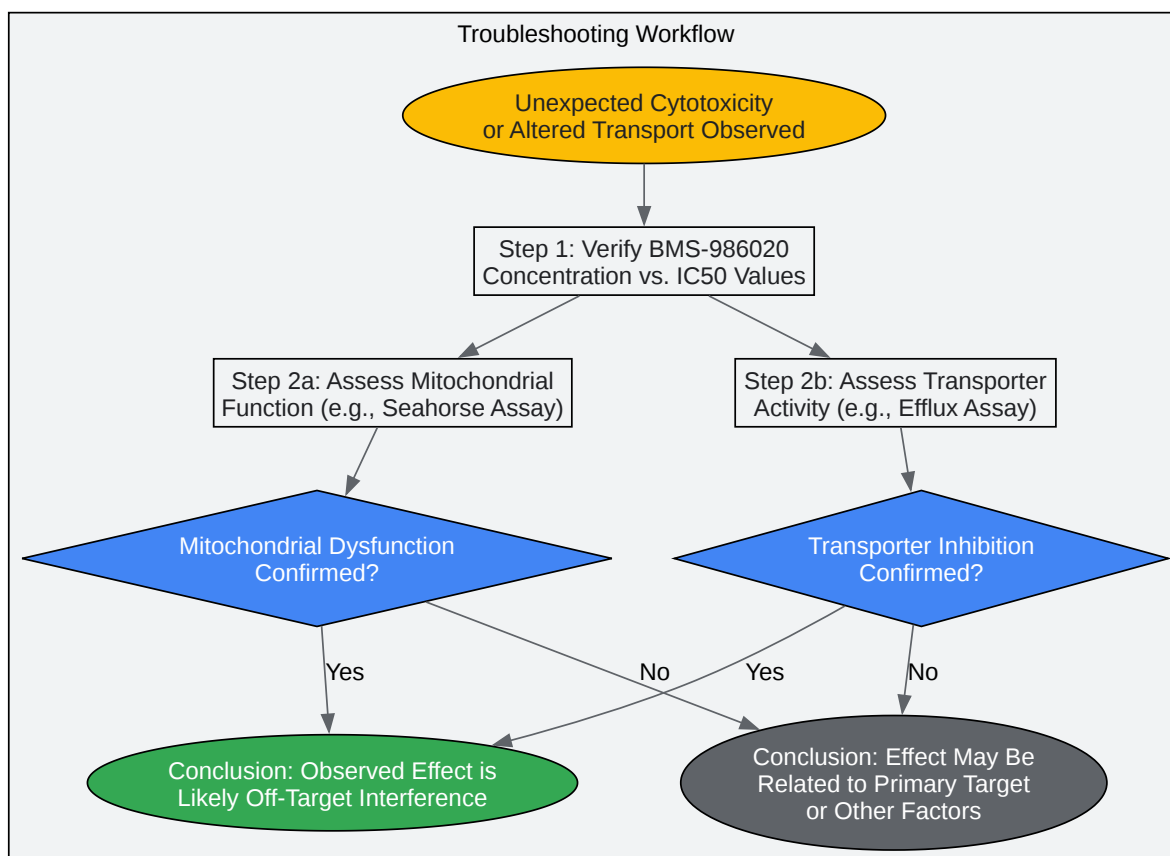 Troubleshooting Workflow
Unexpected Cytotoxicity
or Altered Transport Observed
Step 1: Verify BMS-986020
Concentration vs. IC50 Values
Step 2a: Assess Mitochondrial
Function (e.g., Seahorse Assay)
Step 2b: Assess Transporter
Activity (e.g., Efflux Assay)
Mitochondrial Dysfunction
Confirmed?
Transporter Inhibition
Confirmed?
Yes
No
Yes
No
Conclusion: Observed Effect is
Likely Off-Target Interference
Conclusion: Effect May Be
Related to Primary Target
or Other Factors